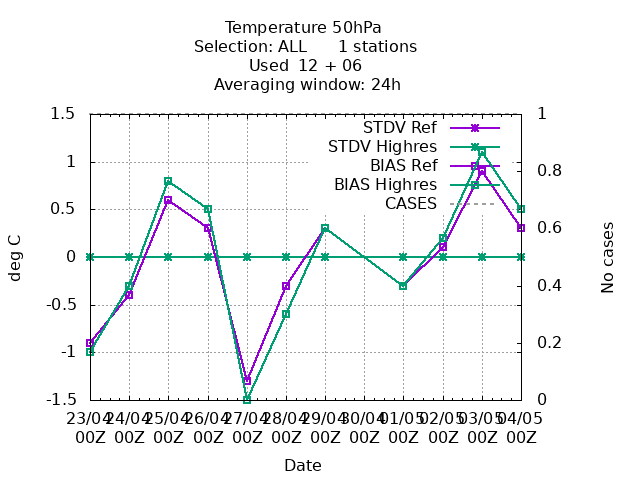 Temperature 50hPa
Selection: ALL 1 stations
Used 12 + 06
Averaging window: 24h
1.5
1
0.5
0
-0.5
-1
-1.5
deg C
STDV Ref
STDV Highres
BIAS Ref
BIAS Highres
CASES
1
0.8
0.6
0.4
0.2
0
No cases
23/04 24/04 25/04 26/04 27/04 28/04 29/04 30/04 01/05 02/05 03/05 04/05
00Z 00Z 00Z 00Z 00Z 00Z 00Z 00Z 00Z 00Z 00Z 00Z
Date